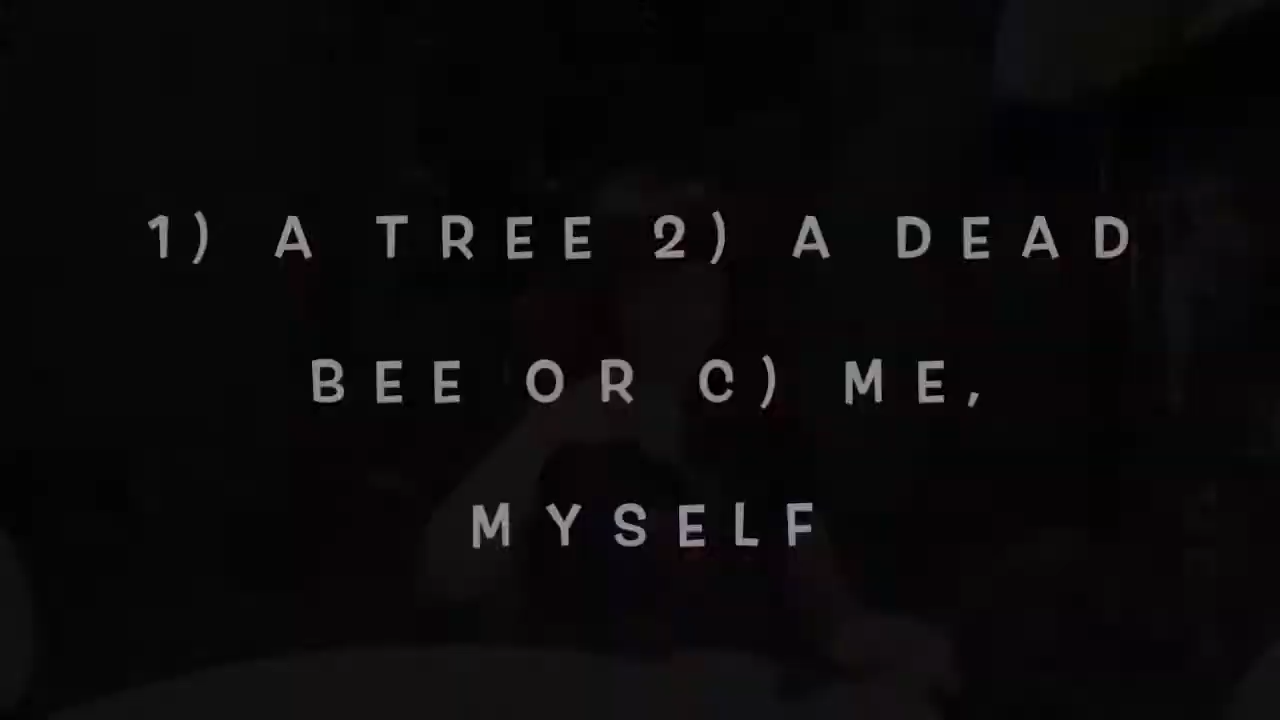 1) A TREE 2) A DEAD
BEE OR C) ME,
MYSELF